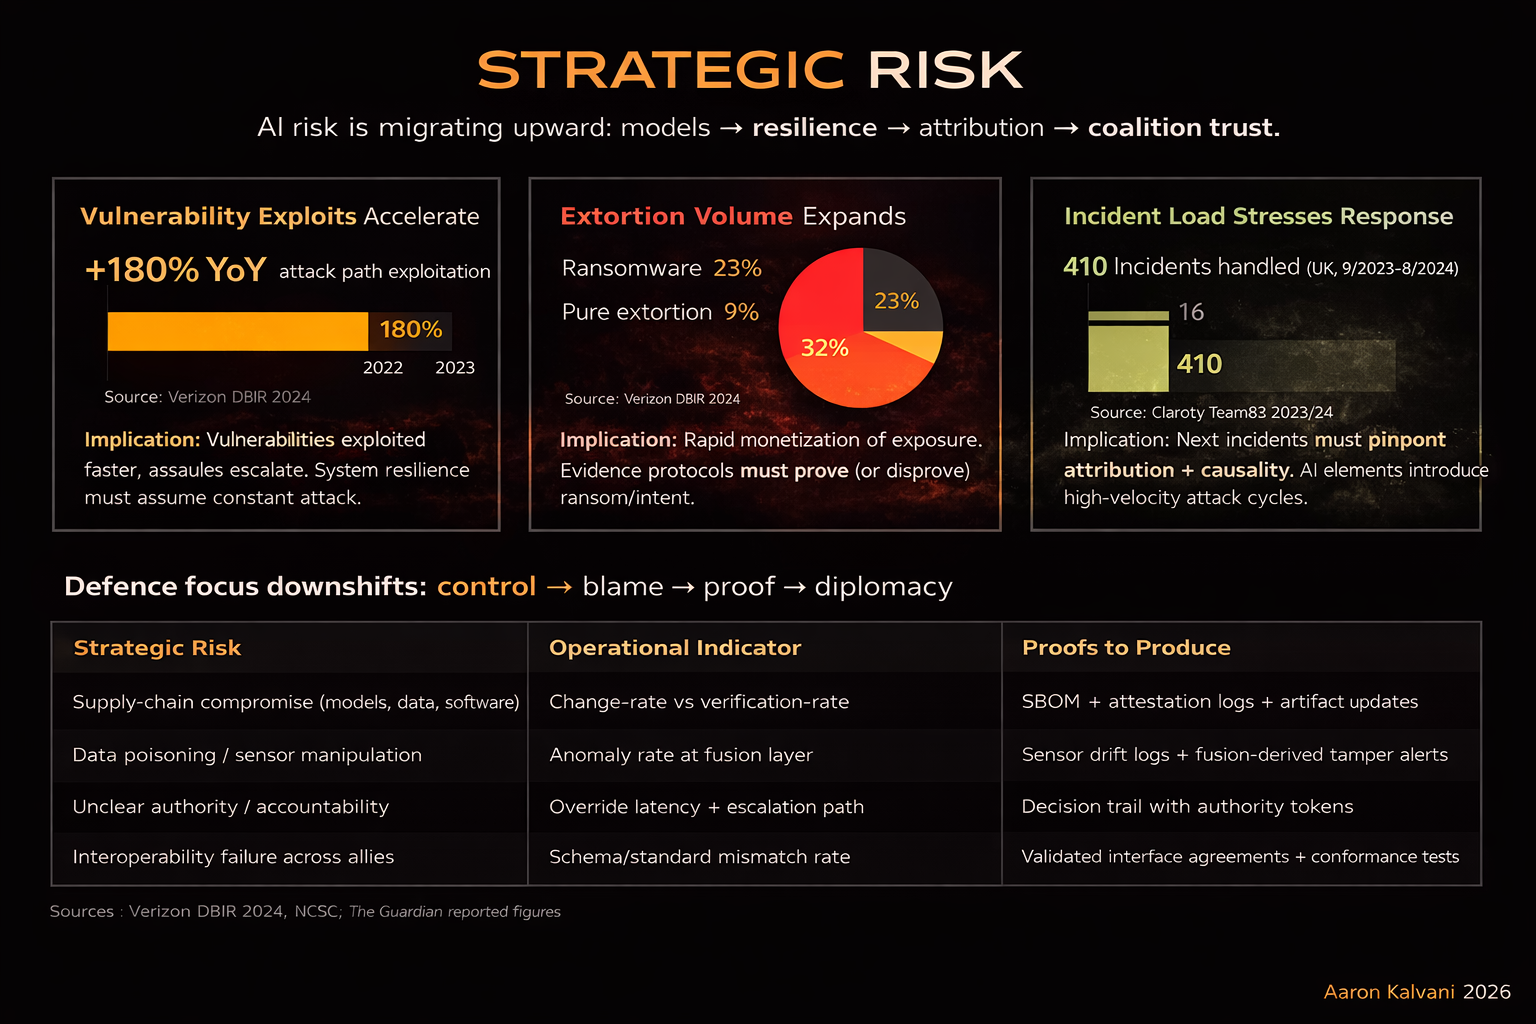 STRATEGIC RISK
AI risk is migrating upward: models → resilience → attribution → coalition trust.
Vulnerability Exploits Accelerate
+180% YoY attack path exploitation
180%
2022 2023
Source: Verizon DBIR 2024
Implication: Vulnerabilities exploited
faster, assaules escalate. System resilience
must assume constant attack.
Extortion Volume Expands
Ransomware 23%
Pure extortion 9%
23%
32%
Source: Verizon DBIR 2024
Implication: Rapid monetization of exposure.
Evidence protocols must prove (or disprove)
ransom/intent.
Incident Load Stresses Response
410 Incidents handled (UK, 9/2023-8/2024)
16
410
Source: Claroty Team83 2023/24
Implication: Next incidents must pinpont
attribution + causality. AI elements introduce
high-velocity attack cycles.
Defence focus downshifts: control → blame → proof → diplomacy
Strategic Risk Operational Indicator Proofs to Produce
Supply-chain compromise (models, data, software) Change-rate vs verification-rate SBOM + attestation logs + artifact updates
Data poisoning / sensor manipulation Anomaly rate at fusion layer Sensor drift logs + fusion-derived tamper alerts
Unclear authority / accountability Override latency + escalation path Decision trail with authority tokens
Interoperability failure across allies Schema/standard mismatch rate Validated interface agreements + conformance tests
Sources : Verizon DBIR 2024, NCSC; The Guardian reported figures
Aaron Kalvani 2026